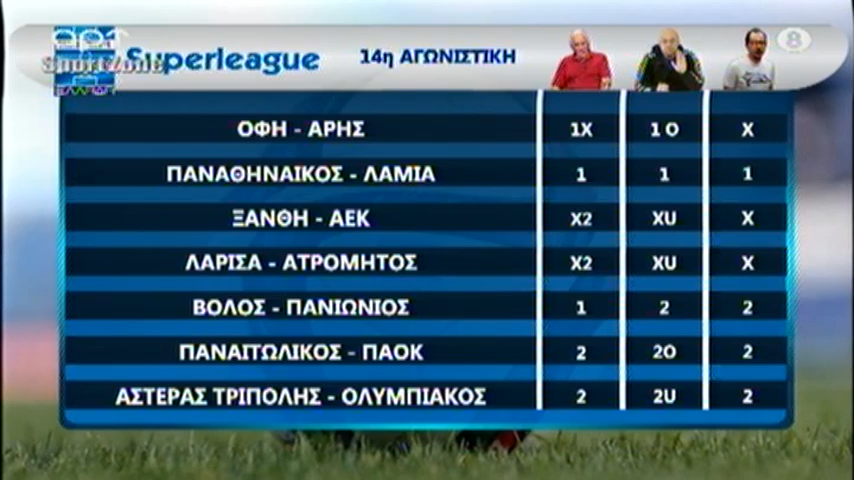 SportZone
Superleague
14η ΑΓΩΝΙΣΤΙΚΗ
8
ΟΦΗ - ΑΡΗΣ 1X 1 O X
ΠΑΝΑΘΗΝΑΙΚΟΣ - ΛΑΜΙΑ 1 1 1
ΞΑΝΘΗ - ΑΕΚ X2 XU X
ΛΑΡΙΣΑ - ΑΤΡΟΜΗΤΟΣ X2 XU X
ΒΟΛΟΣ - ΠΑΝΙΩΝΙΟΣ 1 2 2
ΠΑΝΑΙΤΩΛΙΚΟΣ - ΠΑΟΚ 2 2O 2
ΑΣΤΕΡΑΣ ΤΡΙΠΟΛΗΣ - ΟΛΥΜΠΙΑΚΟΣ 2 2U 2